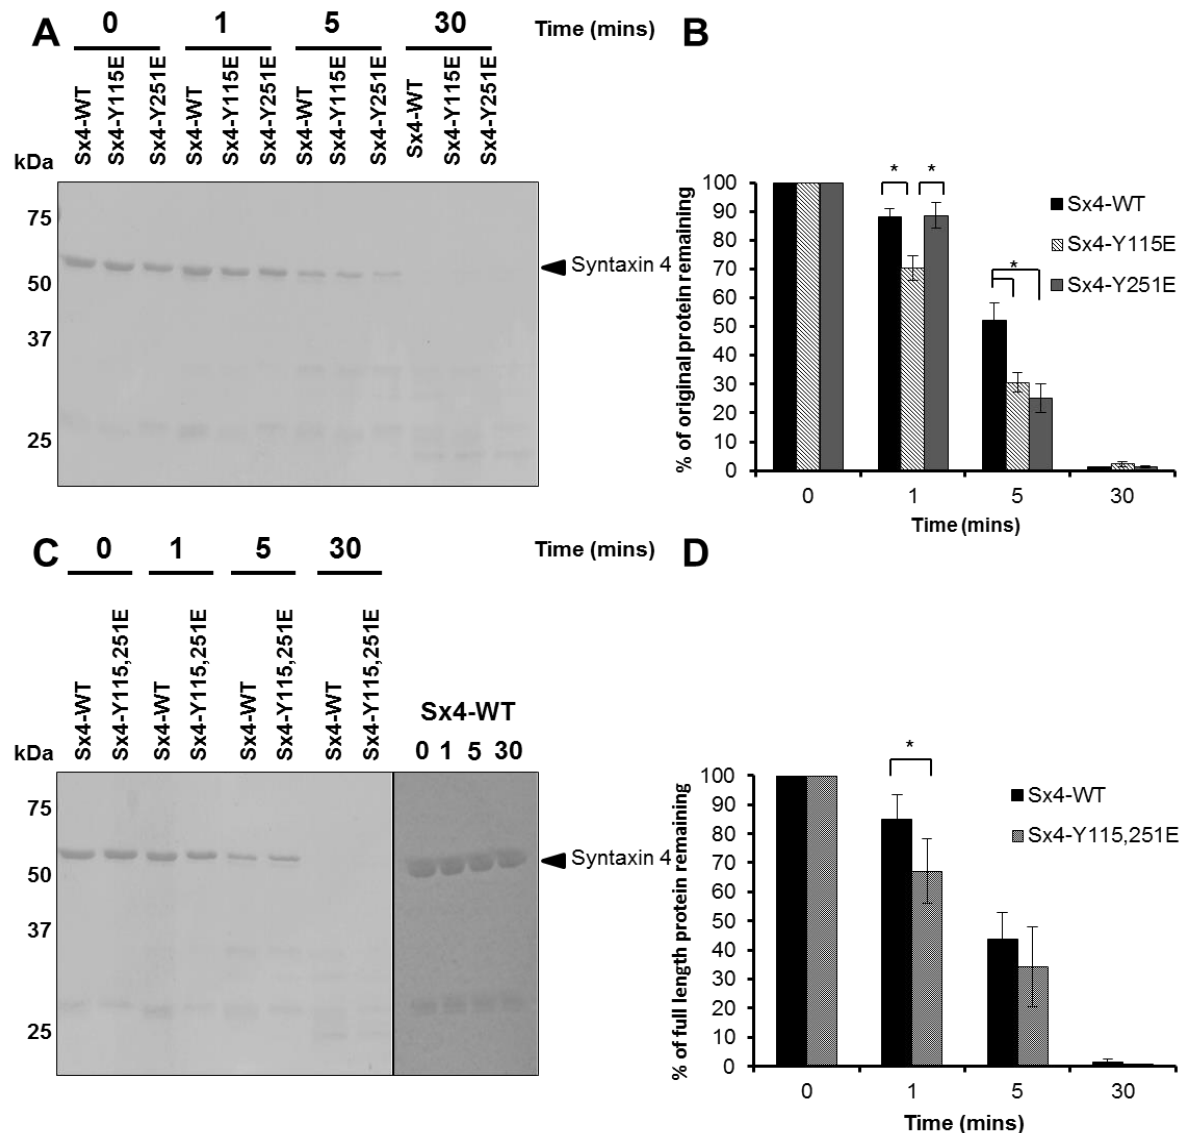 A
0 1 5 30 Time (mins)
Sx4-WT
Sx4-Y115E
Sx4-Y251E
Sx4-WT
Sx4-Y115E
Sx4-Y251E
Sx4-WT
Sx4-Y115E
Sx4-Y251E
Sx4-WT
Sx4-Y115E
Sx4-Y251E
kDa
75
50
37
25
Syntaxin 4
B
% of original protein remaining
100
90
80
70
60
50
40
30
20
10
0
* *
*
Sx4-WT
Sx4-Y115E
Sx4-Y251E
0 1 5 30
Time (mins)
C
0 1 5 30 Time (mins)
Sx4-WT
Sx4-Y115,251E
Sx4-WT
Sx4-Y115,251E
Sx4-WT
Sx4-Y115,251E
Sx4-WT
Sx4-Y115,251E
Sx4-WT
0 1 5 30
kDa
75
50
37
25
Syntaxin 4
D
% of full length protein remaining
100
90
80
70
60
50
40
30
20
10
0
*
Sx4-WT
Sx4-Y115,251E
0 1 5 30
Time (mins)